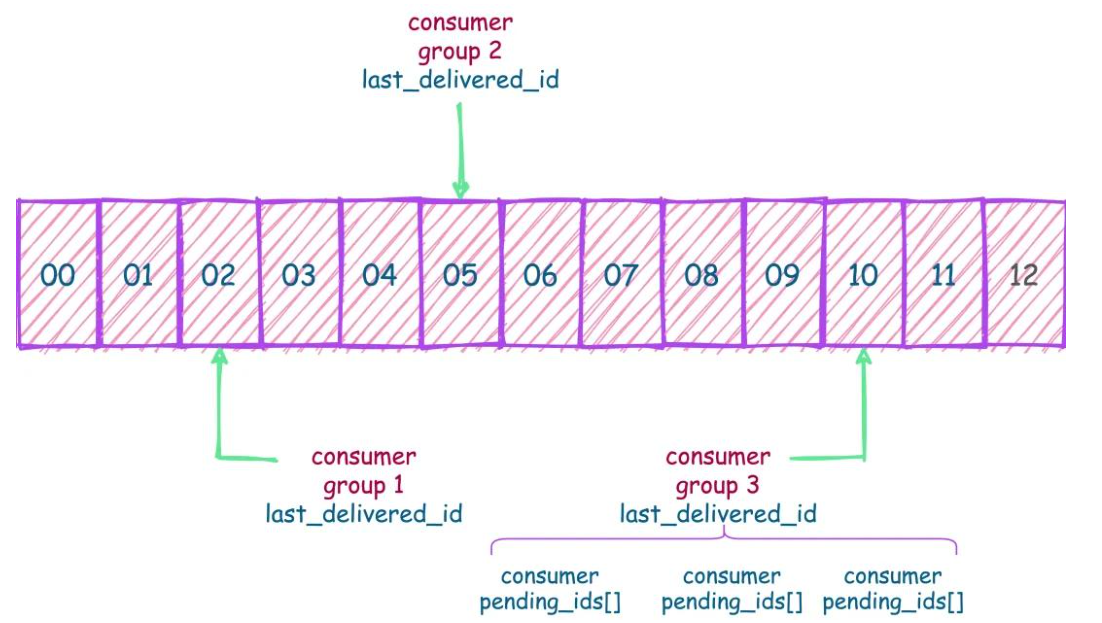 consumer
group 2
last_delivered_id
00 01 02 03 04 05 06 07 08 09 10 11 12
consumer
group 1
last_delivered_id
consumer
group 3
last_delivered_id
consumer
pending_ids[]
consumer
pending_ids[]
consumer
pending_ids[]